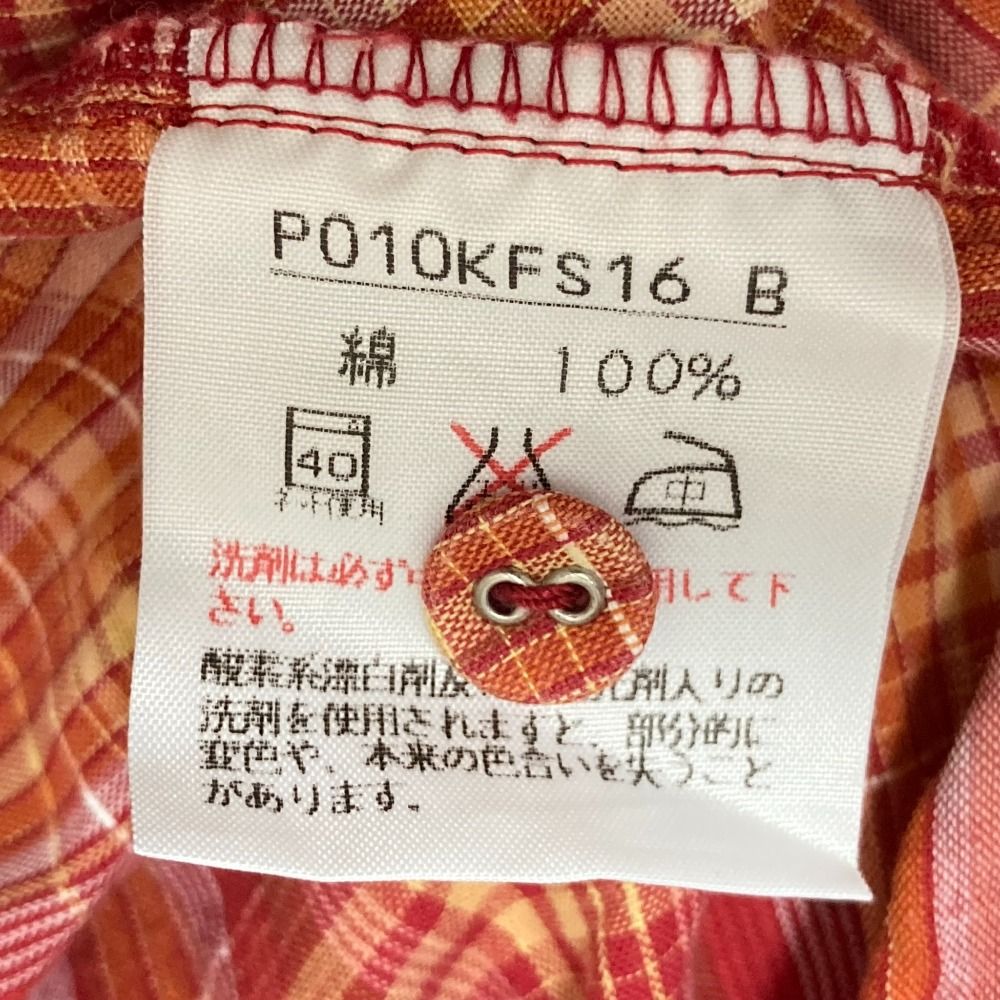 P010KFS16 B
綿 100%
40 中
ネット使用
洗剤は必ず 用して下
さい。
酸素系漂白剤及 剤入りの
洗剤を使用されますと、部分的に
変色や、本来の色合いを失うこと
があります。